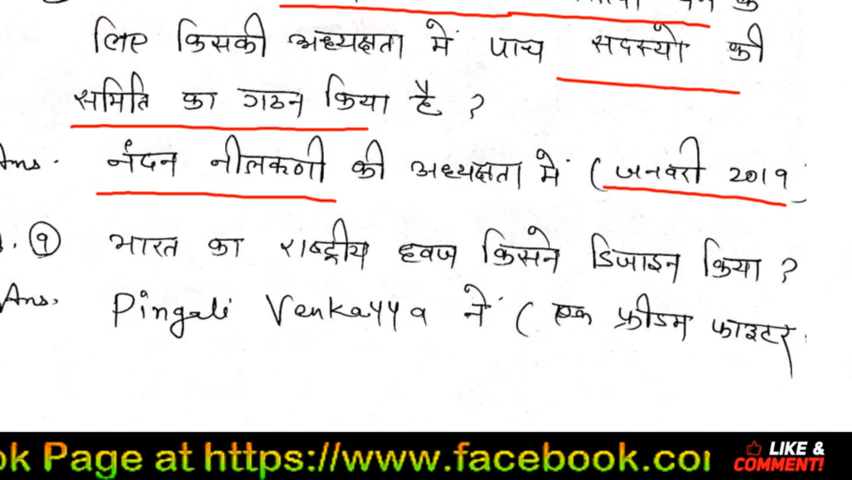 लिए किसकी अध्यक्षता में पाच सदस्यो की
समिति का गठन किया है ?
Ans. नंदन नीलकणी की अध्यक्षता में (जनवरी 2019)
. 9 भारत का राष्ट्रीय ध्वज किसने डिजाइन किया ?
Ans. Pingali Venkayya ने (एक फ्रीडम फाइटर
ok Page at https://www.facebook.com
LIKE &
COMMENT!